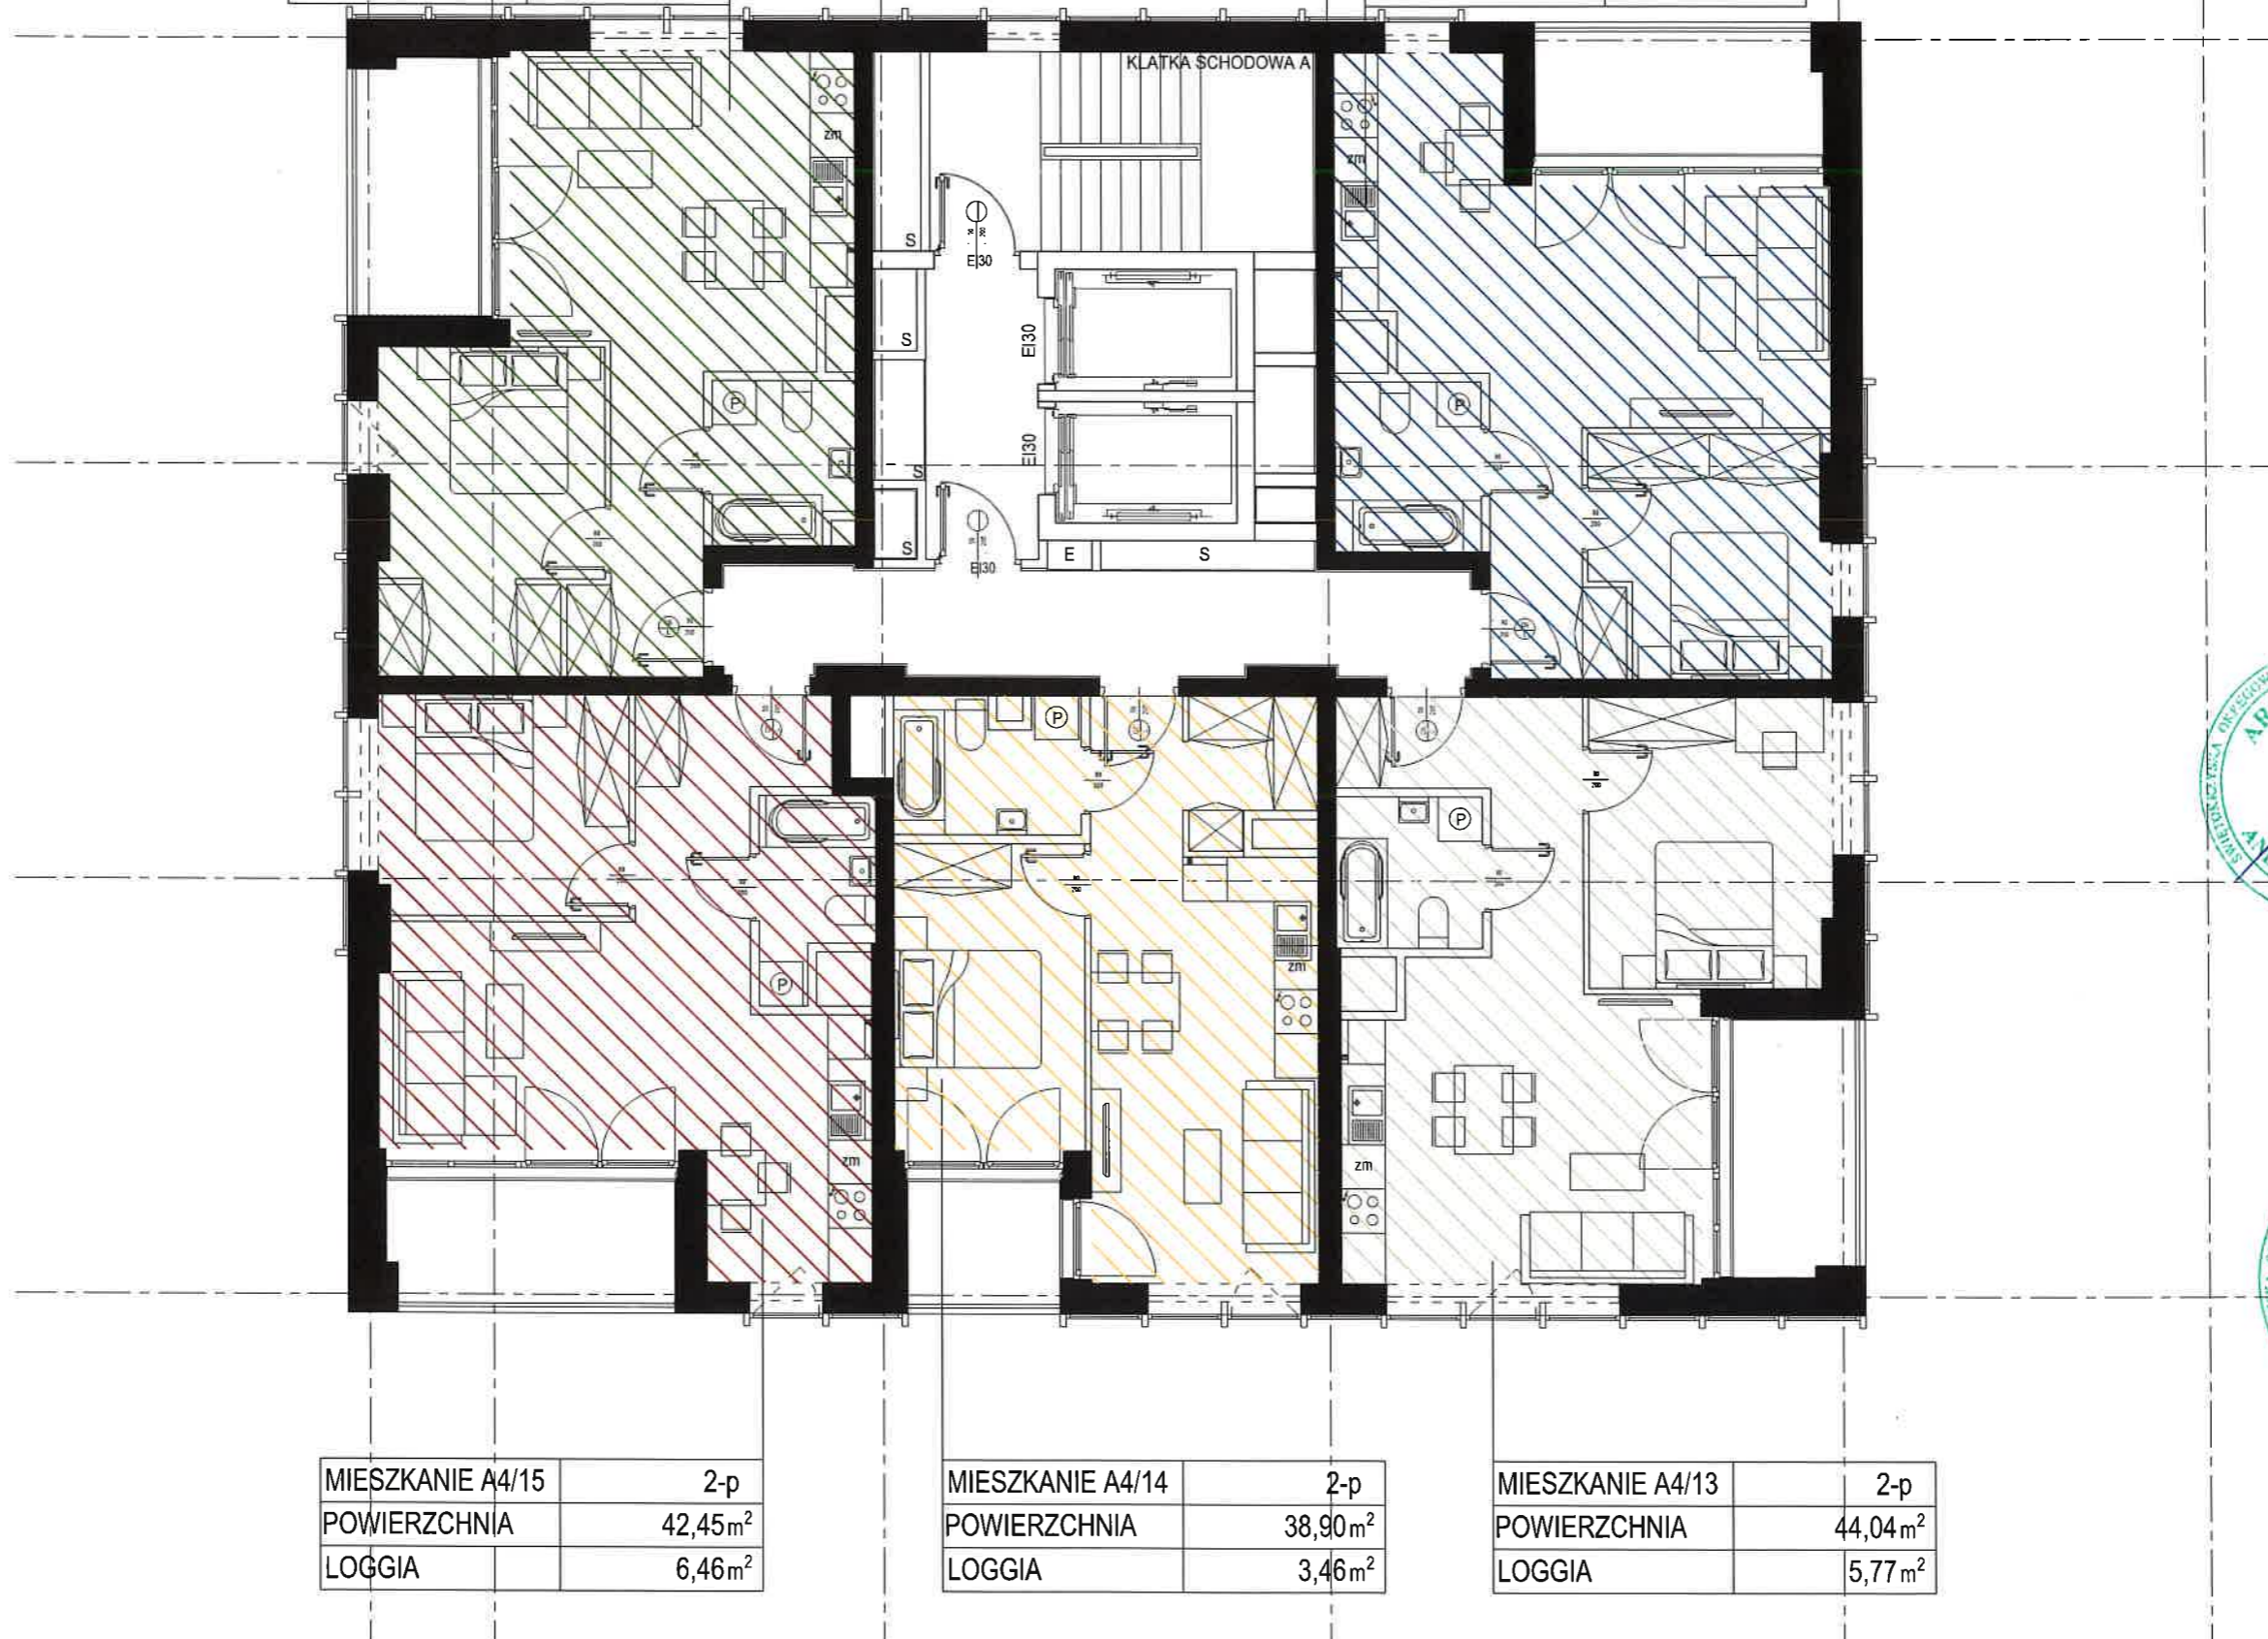 KLATKA SCHODOWA A
zm
zm
S
EI30
S
EI30
P
P
EI30
S
S
EI30
E
S
P
P
zm
P
zm
zm
MIESZKANIE A4/15 2-p
POWIERZCHNIA 42,45 m²
LOGGIA 6,46 m²
MIESZKANIE A4/14 2-p
POWIERZCHNIA 38,90 m²
LOGGIA 3,46 m²
MIESZKANIE A4/13 2-p
POWIERZCHNIA 44,04 m²
LOGGIA 5,77 m²